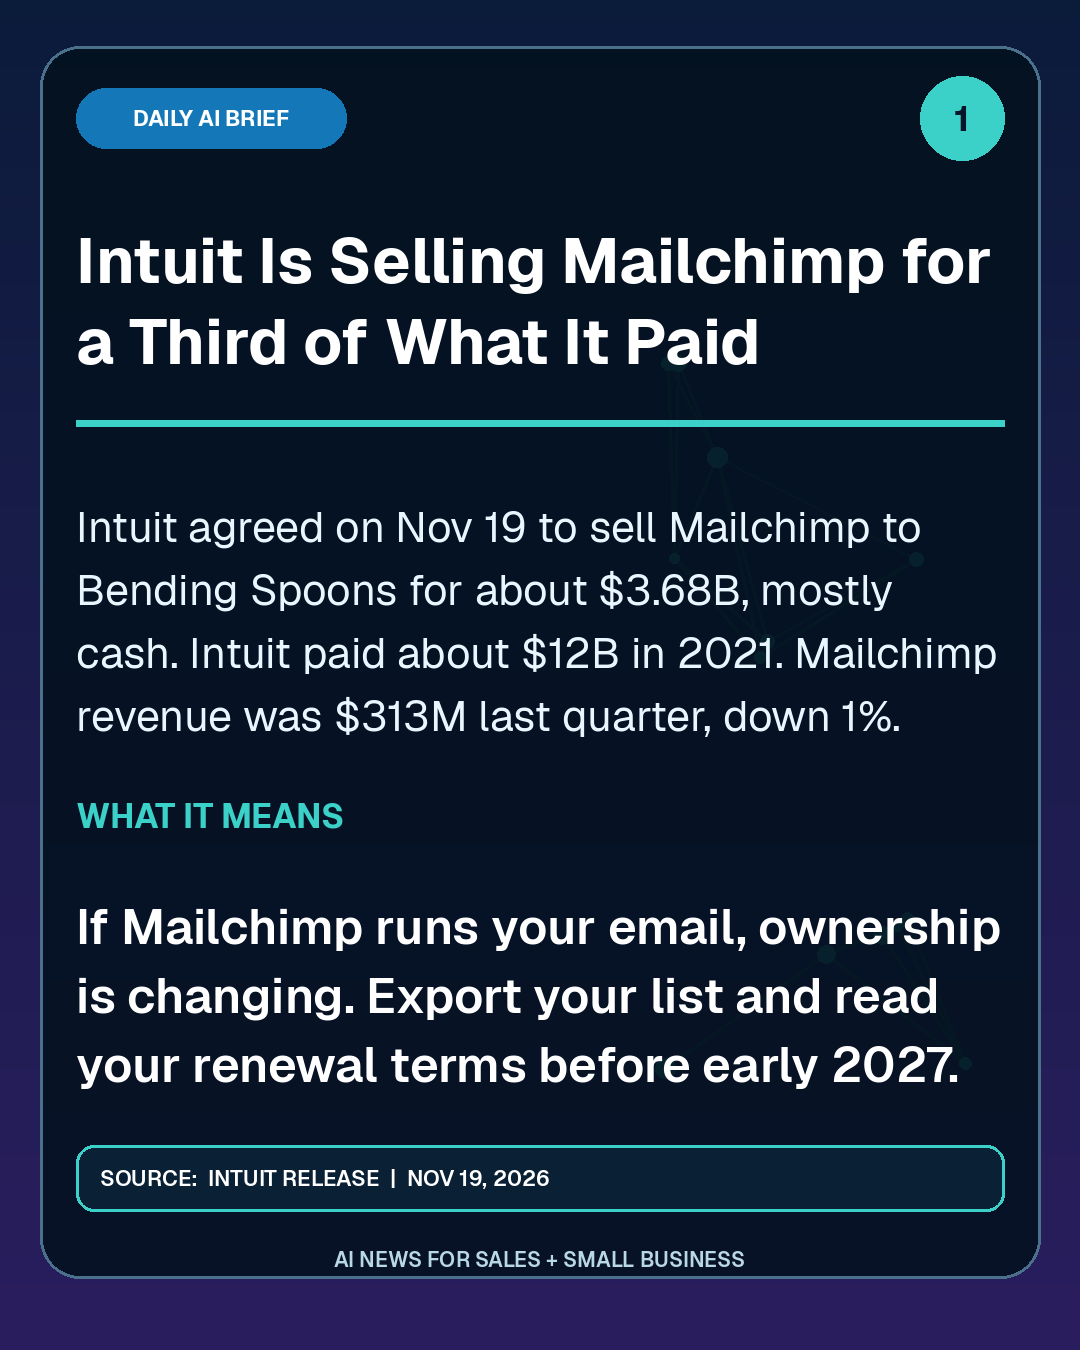 DAILY AI BRIEF
1
Intuit Is Selling Mailchimp for
a Third of What It Paid
Intuit agreed on Nov 19 to sell Mailchimp to
Bending Spoons for about $3.68B, mostly
cash. Intuit paid about $12B in 2021. Mailchimp
revenue was $313M last quarter, down 1%.
WHAT IT MEANS
If Mailchimp runs your email, ownership
is changing. Export your list and read
your renewal terms before early 2027.
SOURCE: INTUIT RELEASE | NOV 19, 2026
AI NEWS FOR SALES + SMALL BUSINESS